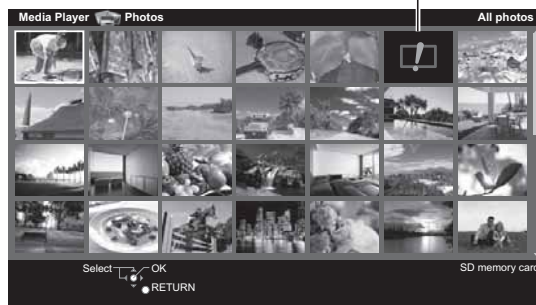 Media Player Photos All photos
Select OK
RETURN
SD memory card